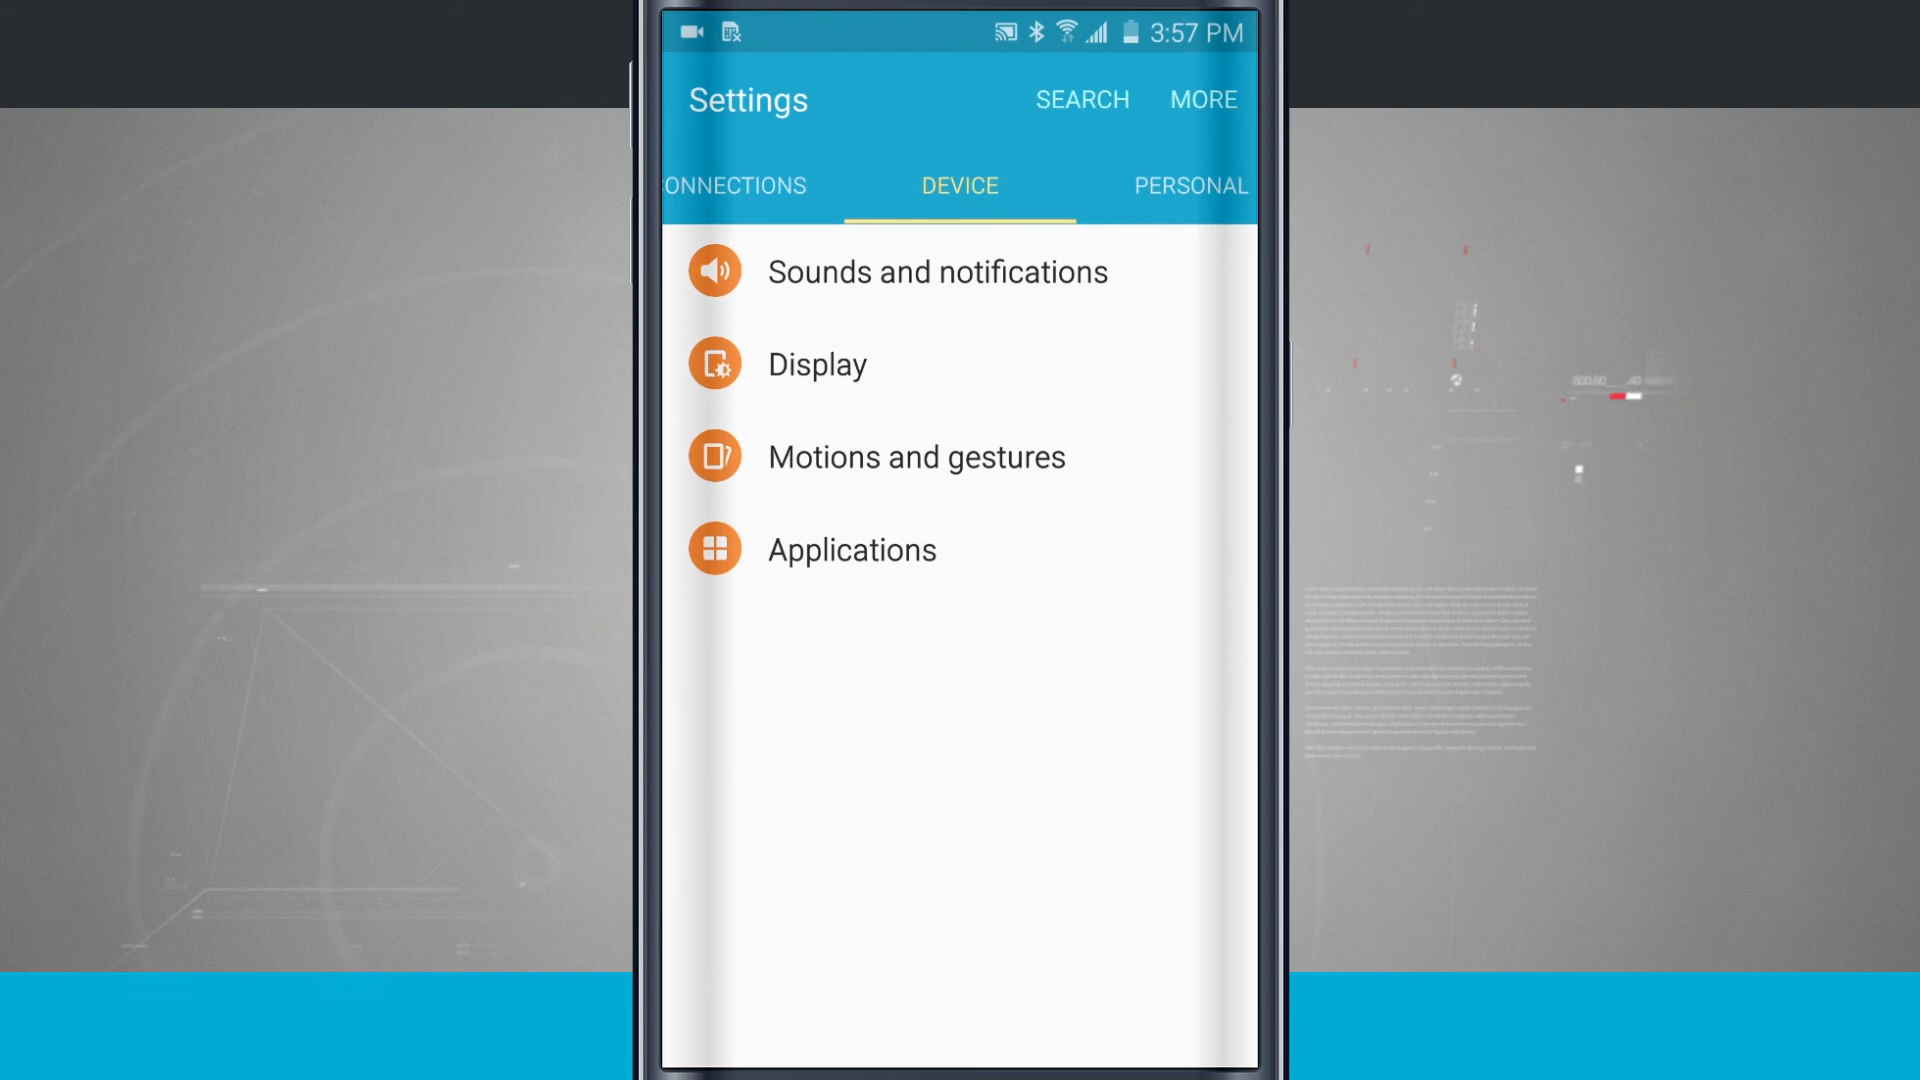 3:57 PM
Settings
SEARCH
MORE
ONNECTIONS
DEVICE
PERSONAL
Sounds and notifications
Display
Motions and gestures
Applications